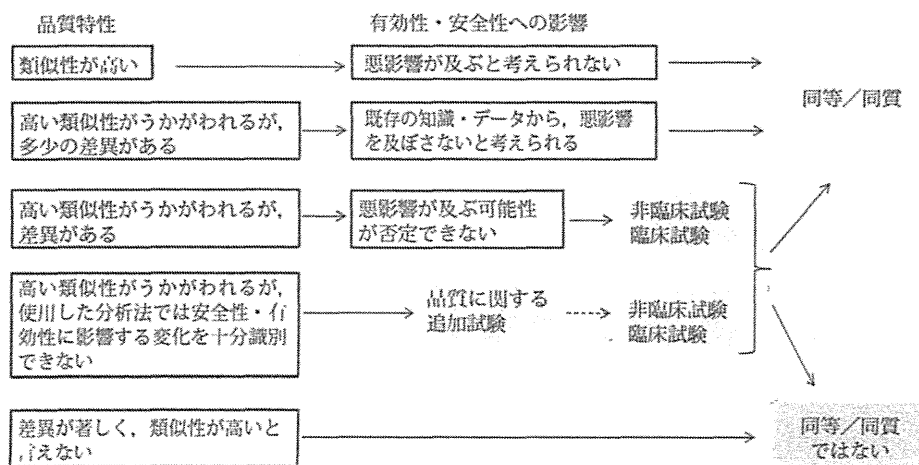 品質特性
有効性・安全性への影響
類似性が高い
悪影響が及ぶと考えられない
同等／同質
高い類似性がうかがわれるが,
多少の差異がある
既存の知識・データから,悪影響
を及ぼさないと考えられる
高い類似性がうかがわれるが,
差異がある
悪影響が及ぶ可能性
が否定できない
非臨床試験
臨床試験
高い類似性がうかがわれるが,
使用した分析法では安全性・有
効性に影響する変化を十分識別
できない
品質に関する
追加試験
非臨床試験
臨床試験
差異が著しく，類似性が高いと
言えない
同等／同質
ではない